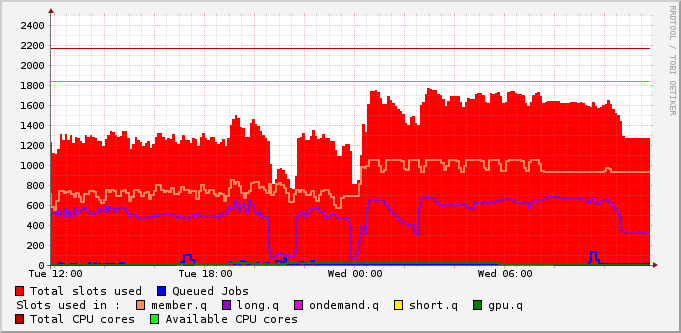 2400
2200
2000
1800
1600
1400
1200
1000
800
600
400
200
0
Tue 12:00 Tue 18:00 Wed 00:00 Wed 06:00
Total slots used Queued Jobs
Slots used in : member.q long.q ondemand.q short.q gpu.q
Total CPU cores Available CPU cores
RRDTOOL / TOBI OETIKER